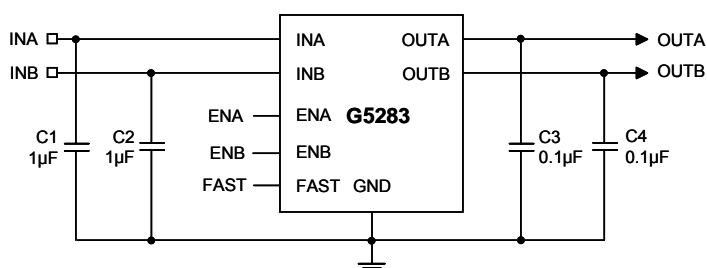 INA INA OUTA OUTA
INB INB OUTB OUTB
ENA ENA G5283
C1 1µF
C2 1µF
ENB ENB
C3 0.1µF
C4 0.1µF
FAST FAST GND